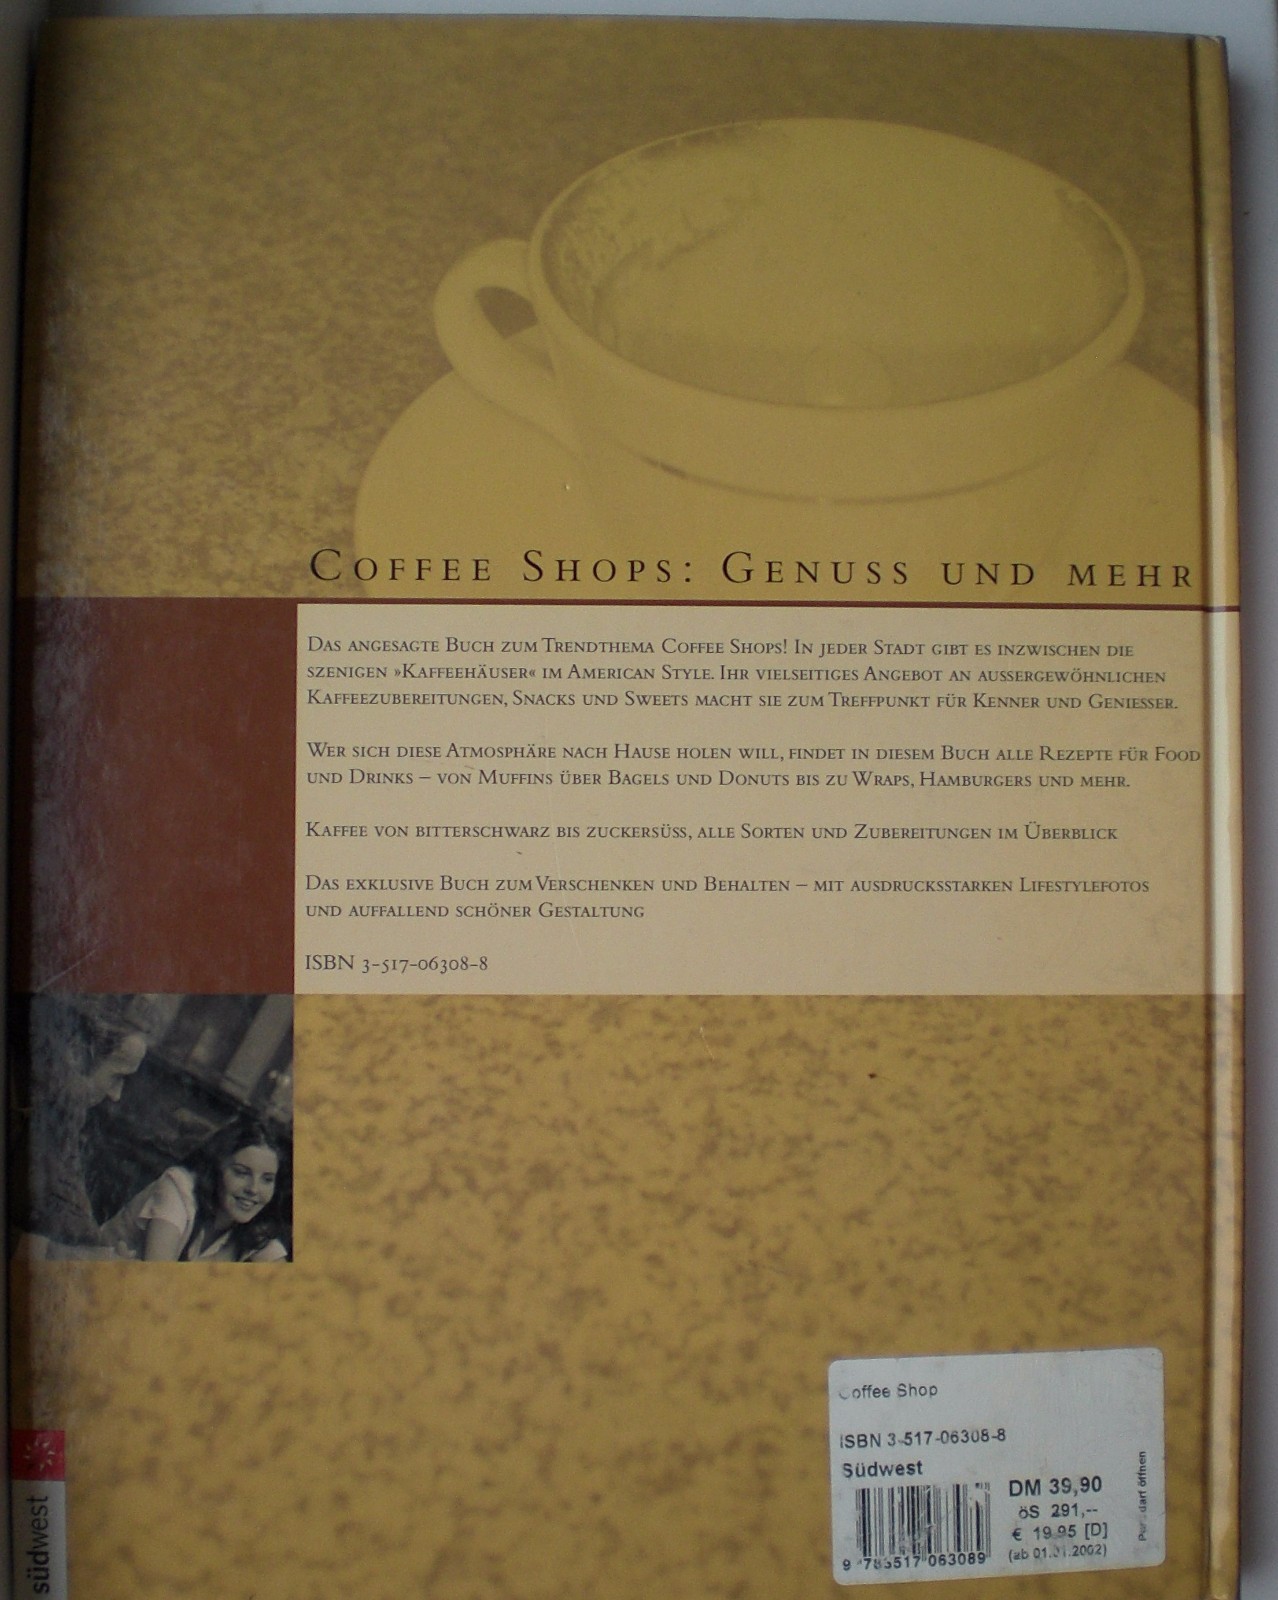 COFFEE SHOPS: GENUSS UND MEHR
DAS ANGESAGTE BUCH ZUM TRENDTHEMA COFFEE SHOPS! IN JEDER STADT GIBT ES INZWISCHEN DIE
SZENIGEN »KAFFEEHÄUSER« IM AMERICAN STYLE. IHR VIELSEITIGES ANGEBOT AN AUSSERGEWÖHNLICHEN
KAFFEEZUBEREITUNGEN, SNACKS UND SWEETS MACHT SIE ZUM TREFFPUNKT FÜR KENNER UND GENIESSER.
WER SICH DIESE ATMOSPHÄRE NACH HAUSE HOLEN WILL, FINDET IN DIESEM BUCH ALLE REZEPTE FÜR FOOD
UND DRINKS – VON MUFFINS ÜBER BAGELS UND DONUTS BIS ZU WRAPS, HAMBURGERS UND MEHR.
KAFFEE VON BITTERSCHWARZ BIS ZUCKERSÜSS, ALLE SORTEN UND ZUBEREITUNGEN IM ÜBERBLICK
DAS EXKLUSIVE BUCH ZUM VERSCHENKEN UND BEHALTEN – MIT AUSDRUCKSSTARKEN LIFESTYLEFOTOS
UND AUFFALLEND SCHÖNER GESTALTUNG
ISBN 3-517-06308-8
südwest
Coffee Shop
ISBN 3-517-06308-8
Südwest
DM 39,90
öS 291,--
€ 19.95 [D]
(ab 01.01.2002)
9 783517 063089
darf öffnen